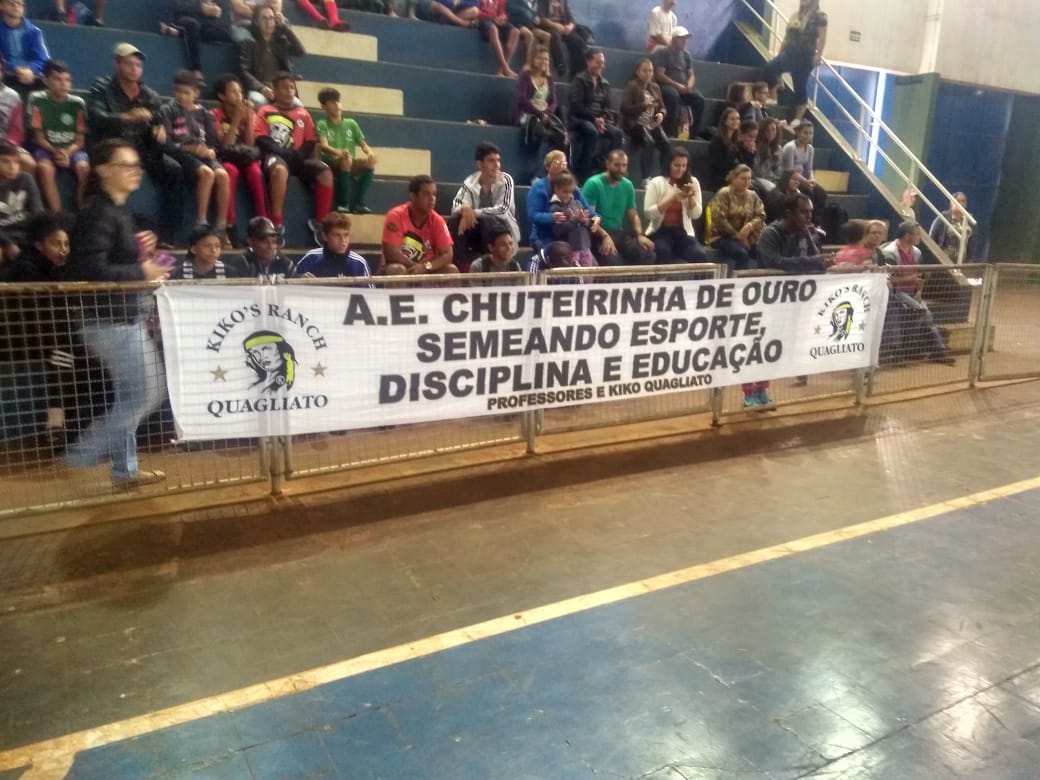 KIKO'S RANCH
QUAGLIATO
A.E. CHUTEIRINHA DE OURO
SEMEANDO ESPORTE,
DISCIPLINA E EDUCAÇÃO
PROFESSORES E KIKO QUAGLIATO
KIKO'S RANCH
QUAGLIATO